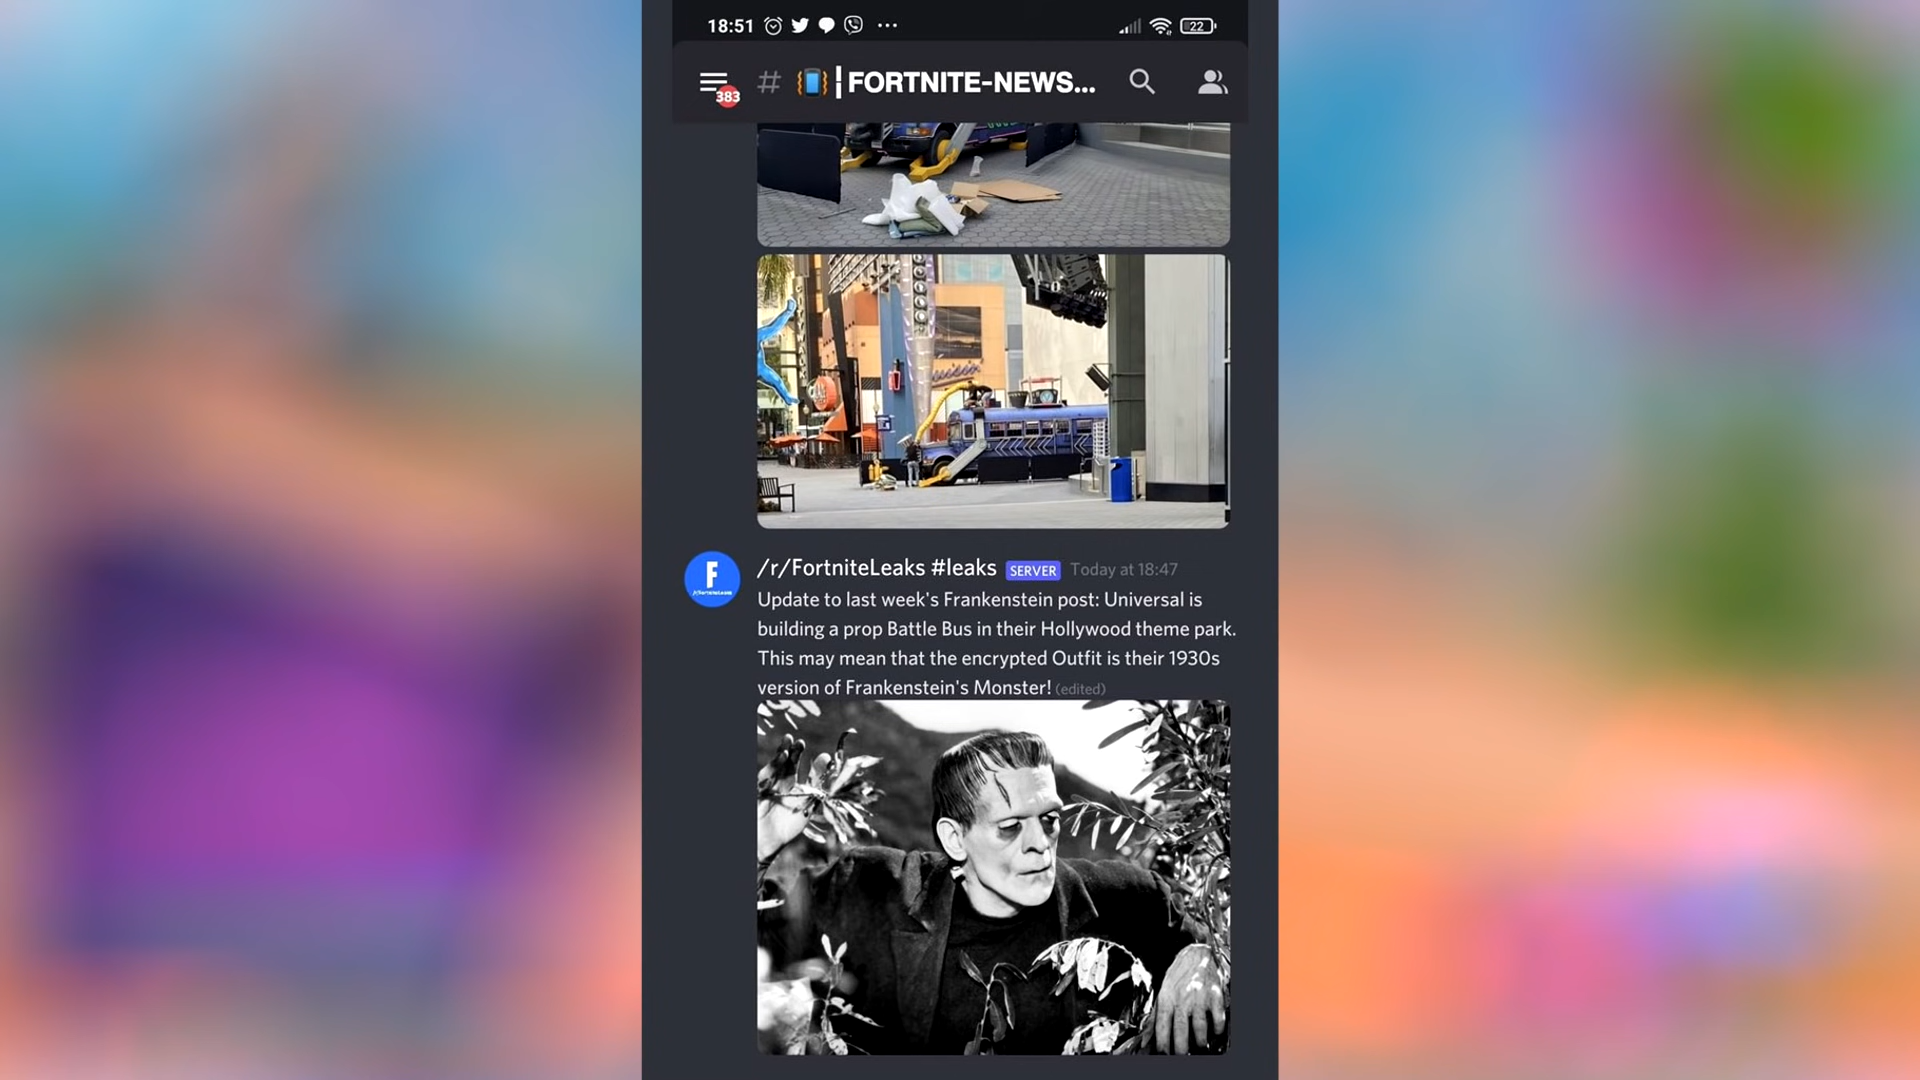 18:51 22
383 # | FORTNITE-NEWS...
/r/FortniteLeaks #leaks SERVER Today at 18:47
Update to last week's Frankenstein post: Universal is
building a prop Battle Bus in their Hollywood theme park.
This may mean that the encrypted Outfit is their 1930s
version of Frankenstein's Monster! (edited)
F